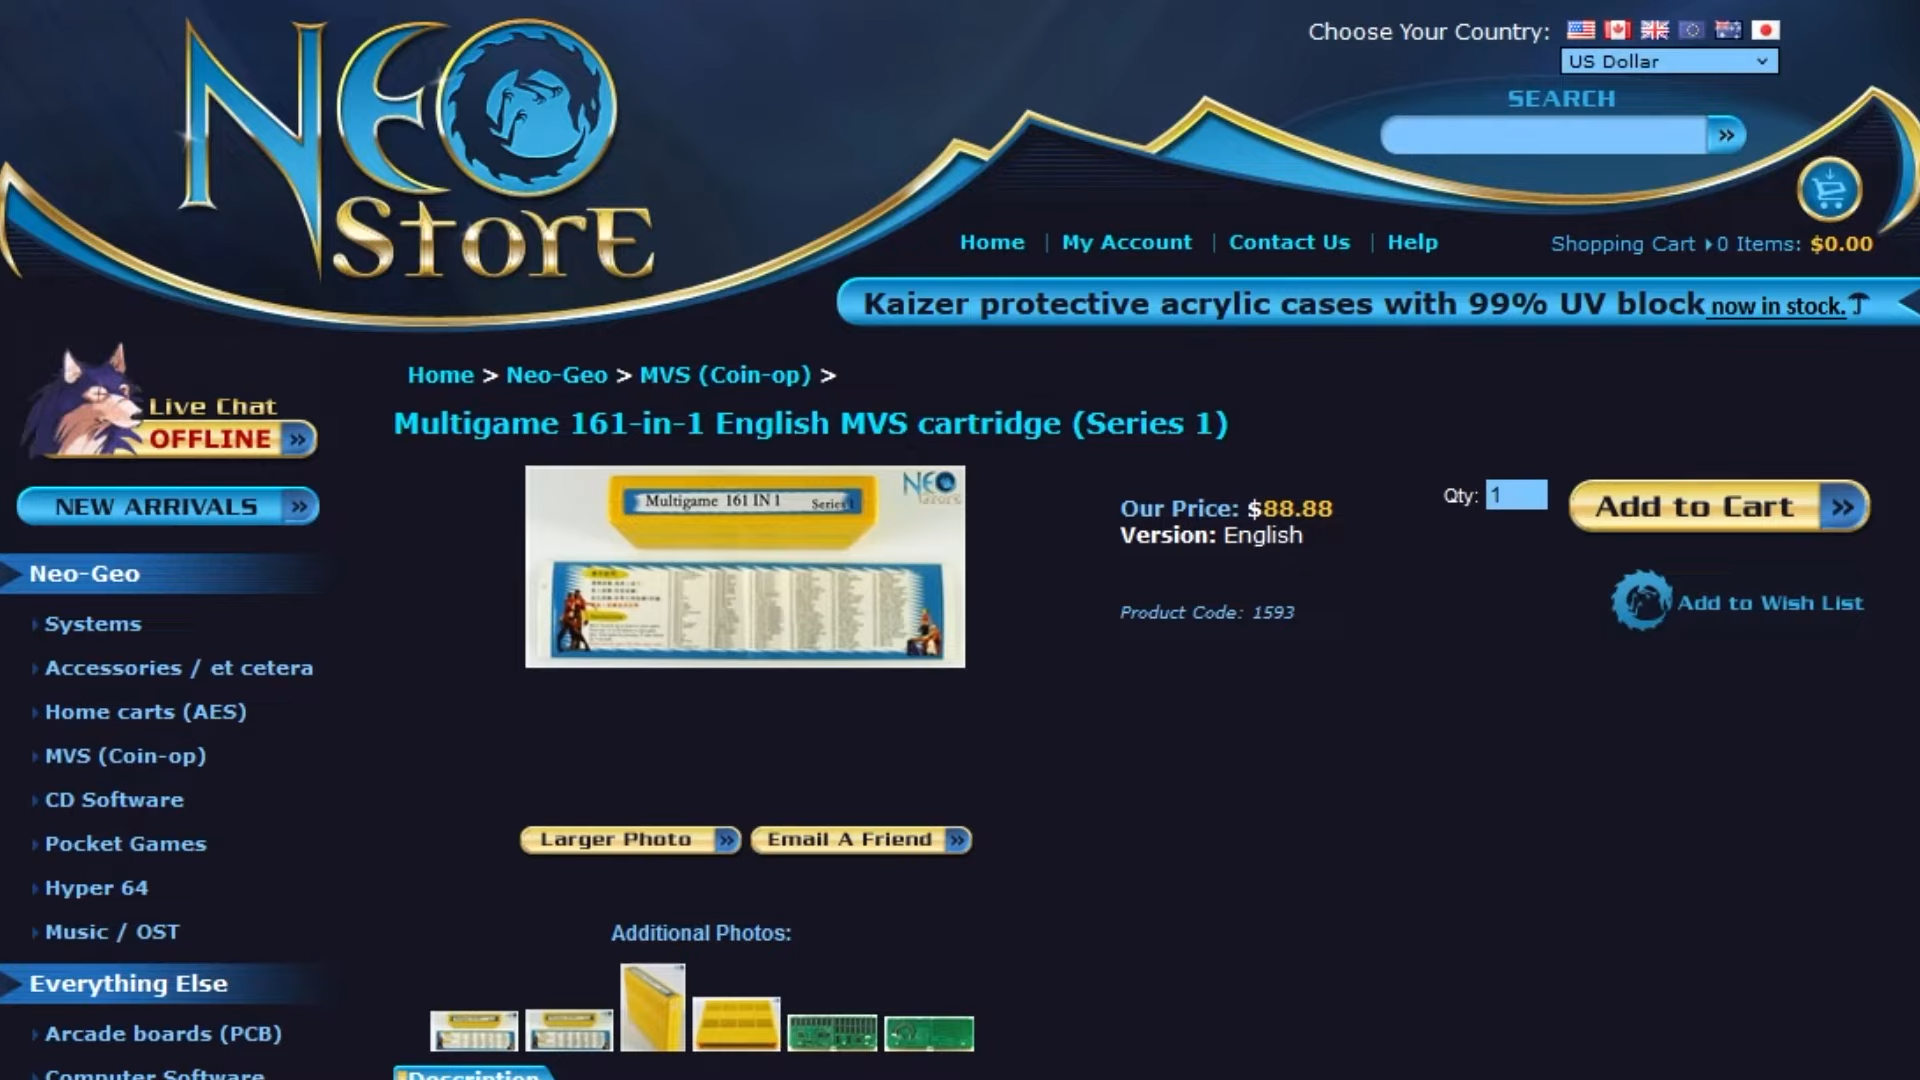 NEO
Store
Choose Your Country:
US Dollar
SEARCH
»
Home | My Account | Contact Us | Help
Shopping Cart 0 Items: $0.00
Kaizer protective acrylic cases with 99% UV block now in stock.
Live Chat
OFFLINE »
NEW ARRIVALS »
Neo-Geo
Systems
Accessories / et cetera
Home carts (AES)
MVS (Coin-op)
CD Software
Pocket Games
Hyper 64
Music / OST
Everything Else
Arcade boards (PCB)
Computer Software
Home > Neo-Geo > MVS (Coin-op) >
Multigame 161-in-1 English MVS cartridge (Series 1)
NEO
Store
Multigame 161 IN 1 Series 1
Our Price: $88.88
Version: English
Product Code: 1593
Qty: 1
Add to Cart »
Add to Wish List
Larger Photo »
Email A Friend »
Additional Photos:
Description